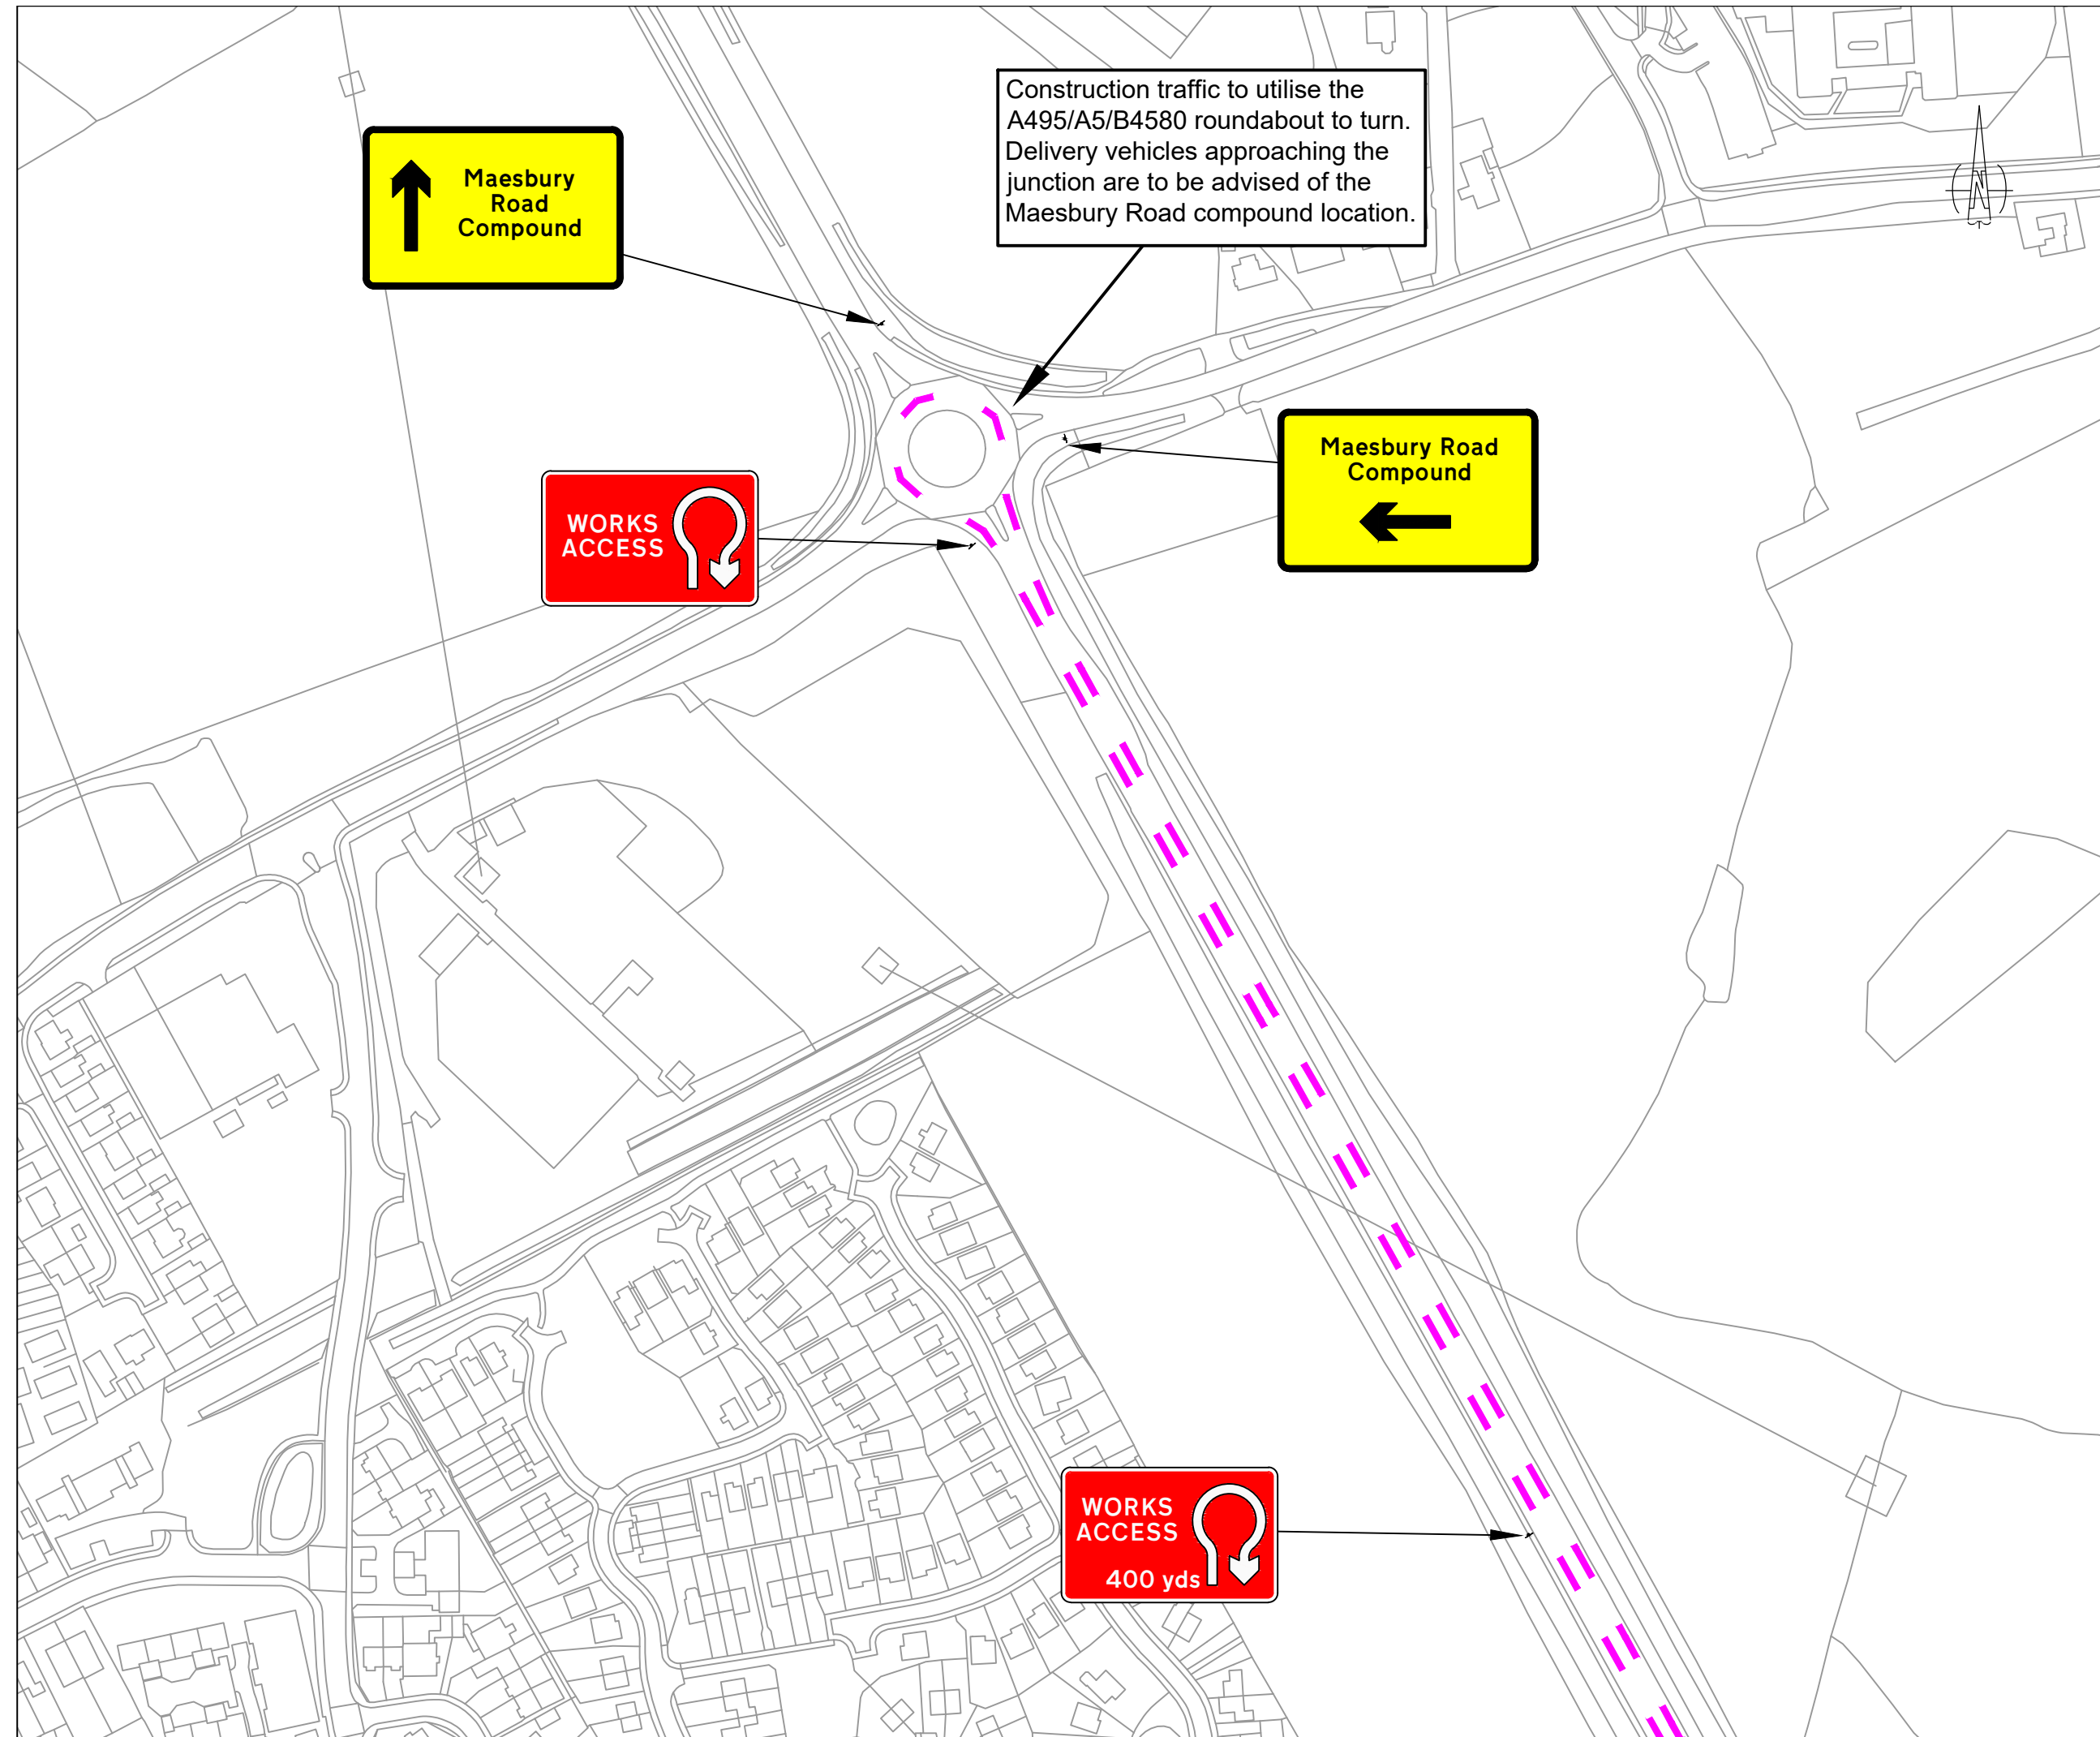 Construction traffic to utilise the
A495/A5/B4580 roundabout to turn.
Delivery vehicles approaching the
junction are to be advised of the
Maesbury Road compound location.
Maesbury
Road
Compound
N
Maesbury Road
Compound
WORKS
ACCESS
WORKS
ACCESS
400 yds